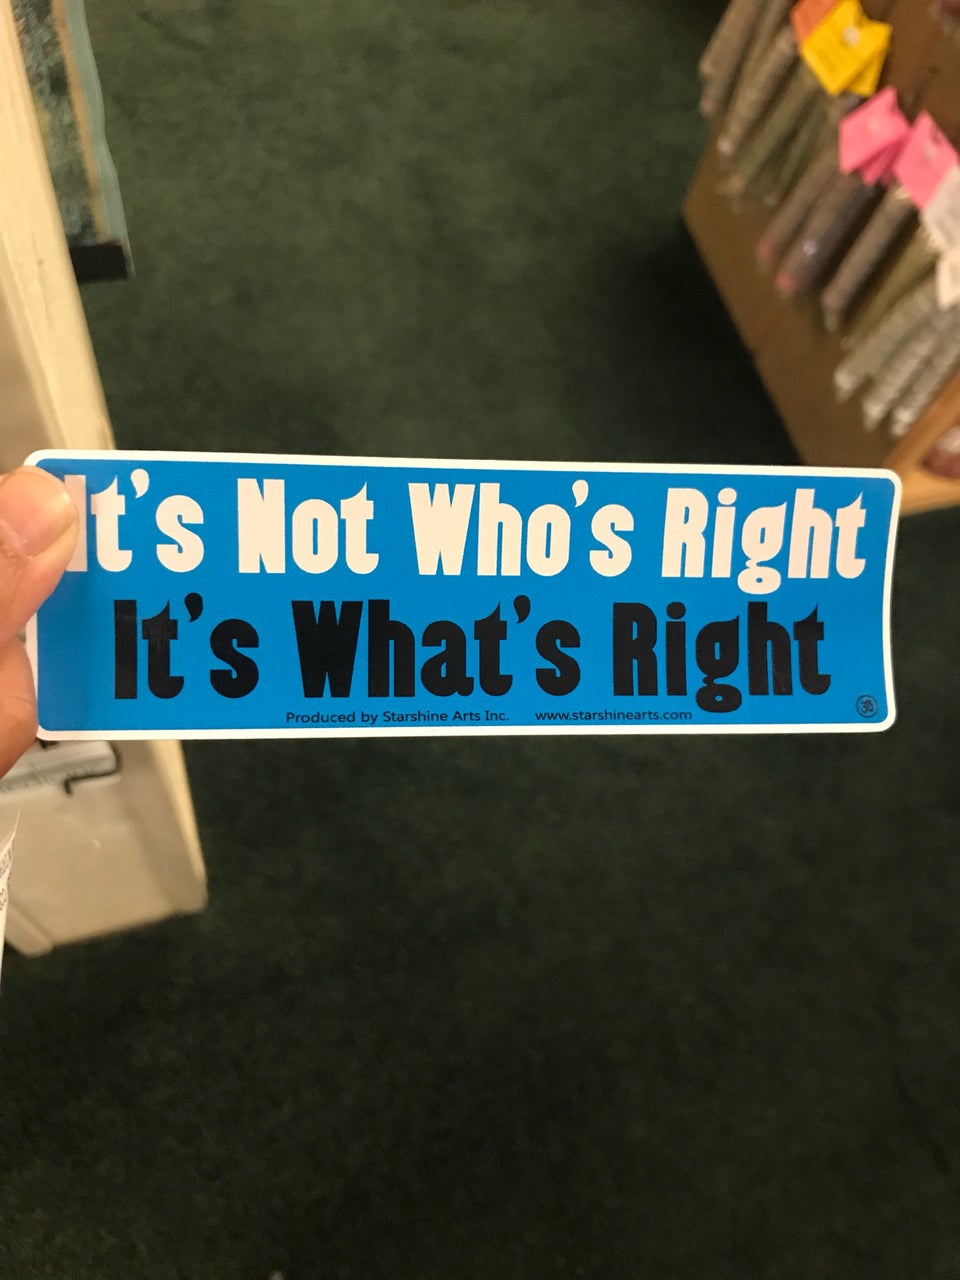 It's Not Who's Right
It's What's Right
Produced by Starshine Arts Inc. www.starshinearts.com